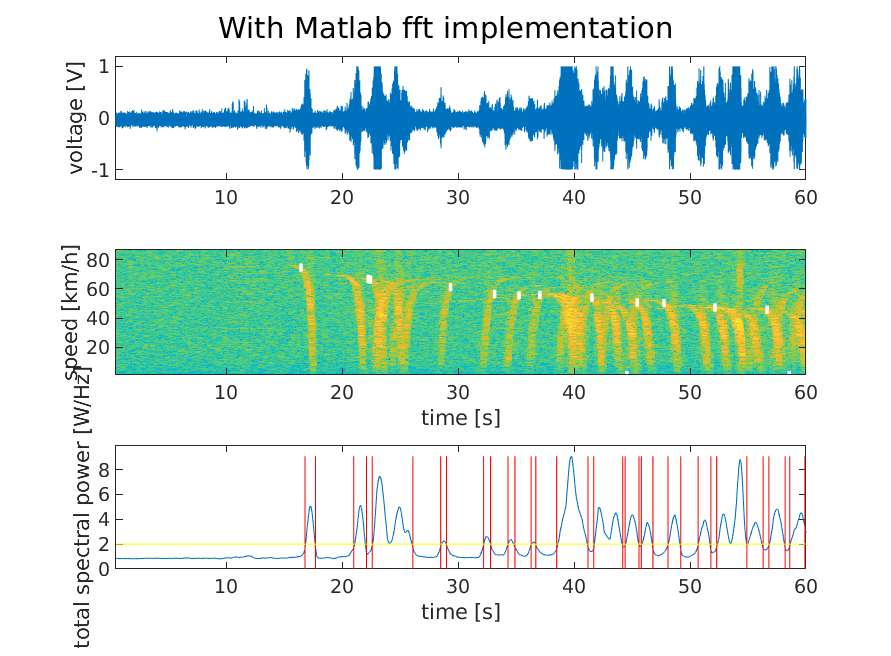 With Matlab fft implementation
voltage [V]
1
0
-1
10 20 30 40 50 60
speed [km/h]
80
60
40
20
10 20 30 40 50 60
time [s]
total spectral power [W/Hz]
8
6
4
2
0
10 20 30 40 50 60
time [s]